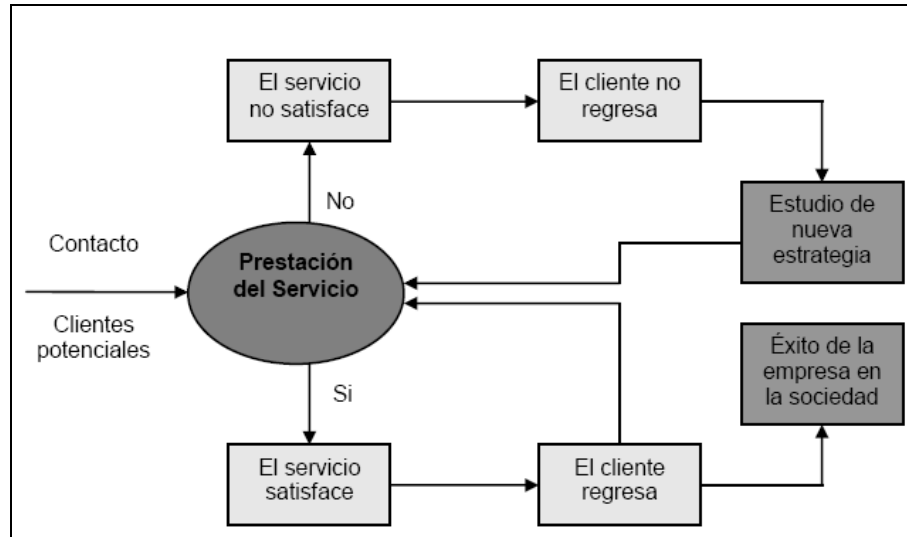 El servicio
no satisface
El cliente no
regresa
No
Contacto
Clientes
potenciales
Prestación
del Servicio
Estudio de
nueva
estrategia
Éxito de la
empresa en
la sociedad
Si
El servicio
satisface
El cliente
regresa